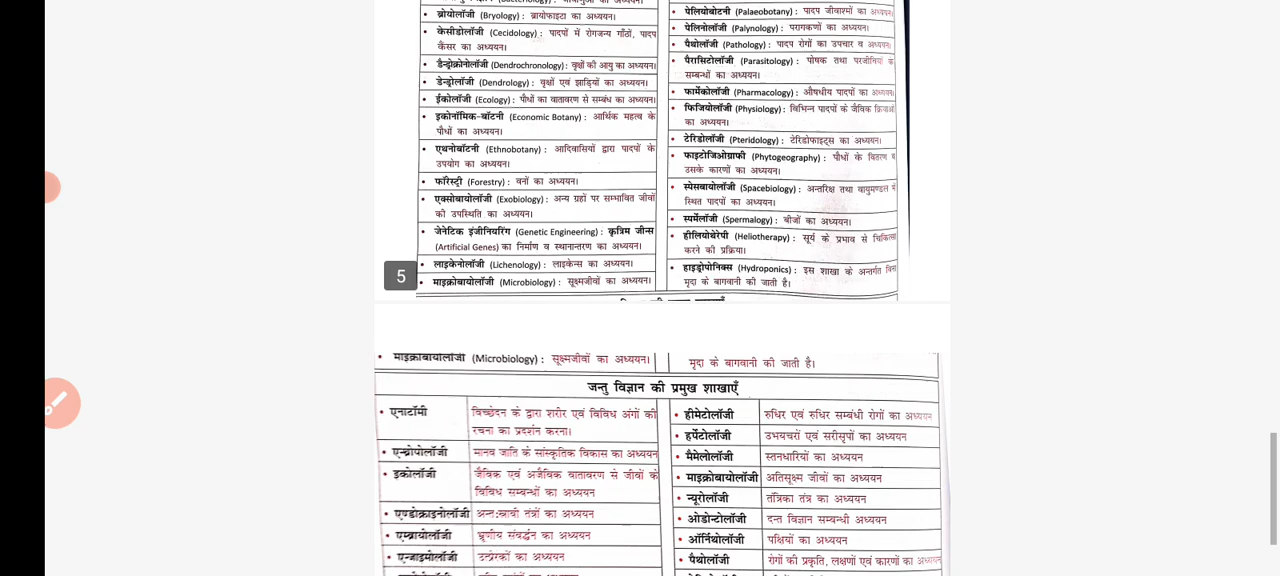 • ब्रोयोलॉजी (Bryology) : ब्रायोफाइटा का अध्ययन।
• केसीडोलॉजी (Cecidology) : पादपों में रोगजन्य गाँठों, पादप
कैंसर का अध्ययन।
• डैन्ड्रोक्रोनोलॉजी (Dendrochronology) : वृक्षों की आयु का अध्ययन।
• डेन्ड्रोलॉजी (Dendrology) : वृक्षों एवं झाड़ियों का अध्ययन।
• ईकोलॉजी (Ecology) : पौधों का वातावरण से सम्बंध का अध्ययन।
• इकोनॉमिक-बॉटनी (Economic Botany) : आर्थिक महत्व के
पौधों का अध्ययन।
• एथनोबॉटनी (Ethnobotany) : आदिवासियों द्वारा पादपों के
उपयोग का अध्ययन।
• फॉरेस्ट्री (Forestry) : वनों का अध्ययन।
• एक्सोबायोलॉजी (Exobiology) : अन्य ग्रहों पर सम्भावित जीवों
की उपस्थिति का अध्ययन।
• जेनेटिक इंजीनियरिंग (Genetic Engineering) : कृत्रिम जीन्स
(Artificial Genes) का निर्माण व स्थानान्तरण का अध्ययन।
• लाइकेनोलॉजी (Lichenology) : लाइकेन्स का अध्ययन।
• माइक्रोबायोलॉजी (Microbiology) : सूक्ष्मजीवों का अध्ययन।
• पेलियोबोटनी (Palaeobotany) : पादप जीवाश्मों का अध्ययन।
• पेलिनोलॉजी (Palynology) : परागकणों का अध्ययन।
• पैथोलॉजी (Pathology) : पादप रोगों का उपचार व अध्ययन।
• पैरासिटोलॉजी (Parasitology) : पोषक तथा परजीवियों के
सम्बन्धों का अध्ययन।
• फार्मेकोलॉजी (Pharmacology) : औषधीय पादपों का अध्ययन।
• फिजियोलॉजी (Physiology) : विभिन्न पादपों के जैविक क्रियाओं
का अध्ययन।
• टेरिडोलॉजी (Pteridology) : टेरिडोफाइट्स का अध्ययन।
• फाइटोजिओग्राफी (Phytogeography) : पौधों के वितरण व
उसके कारणों का अध्ययन।
• स्पेसबायोलॉजी (Spacebiology) : अन्तरिक्ष तथा वायुमण्डल में
स्थित पादपों का अध्ययन।
• स्पर्मेलॉजी (Spermalogy) : बीजों का अध्ययन।
• हीलियोथेरेपी (Heliotherapy) : सूर्य के प्रभाव से चिकित्सा
करने की प्रक्रिया।
• हाइड्रोपोनिक्स (Hydroponics) : इस शाखा के अन्तर्गत बिना
मृदा के बागवानी की जाती है।
5
• माइक्रोबायोलॉजी (Microbiology) : सूक्ष्मजीवों का अध्ययन।
मृदा के बागवानी की जाती है।
जन्तु विज्ञान की प्रमुख शाखाएँ
• एनाटॉमी विच्छेदन के द्वारा शरीर एवं विविध अंगों की
रचना का प्रदर्शन करना।
• एन्थ्रोपोलॉजी मानव जाति के सांस्कृतिक विकास का अध्ययन
• इकोलॉजी जैविक एवं अजैविक वातावरण से जीवों के
विविध सम्बन्धों का अध्ययन
• एण्डोक्राइनोलॉजी अन्तःस्रावी तंत्रों का अध्ययन
• एम्ब्रायोलॉजी भ्रूणीय संवर्द्धन का अध्ययन
• एन्जाइमोलॉजी उत्प्रेरकों का अध्ययन
• हीमेटोलॉजी रुधिर एवं रुधिर सम्बंधी रोगों का अध्ययन
• हर्पेटोलॉजी उभयचरों एवं सरीसृपों का अध्ययन
• मैमेलोलॉजी स्तनधारियों का अध्ययन
• माइक्रोबायोलॉजी अतिसूक्ष्म जीवों का अध्ययन
• न्यूरोलॉजी तंत्रिका तंत्र का अध्ययन
• ओडोन्टोलॉजी दन्त विज्ञान सम्बन्धी अध्ययन
• ऑर्निथोलॉजी पक्षियों का अध्ययन
• पैथोलॉजी रोगों की प्रकृति, लक्षणों एवं कारणों का अध्ययन